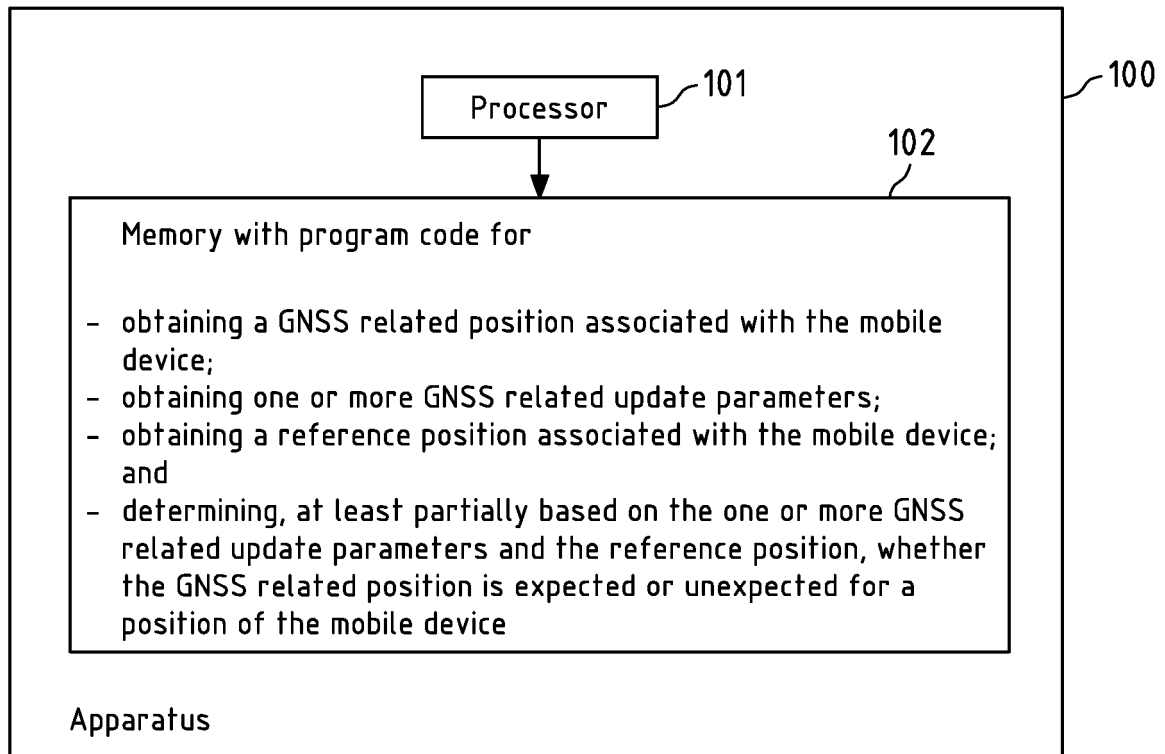 100
101
Processor
102
Memory with program code for
- obtaining a GNSS related position associated with the mobile
device;
- obtaining one or more GNSS related update parameters;
- obtaining a reference position associated with the mobile device;
and
- determining, at least partially based on the one or more GNSS
related update parameters and the reference position, whether
the GNSS related position is expected or unexpected for a
position of the mobile device
Apparatus